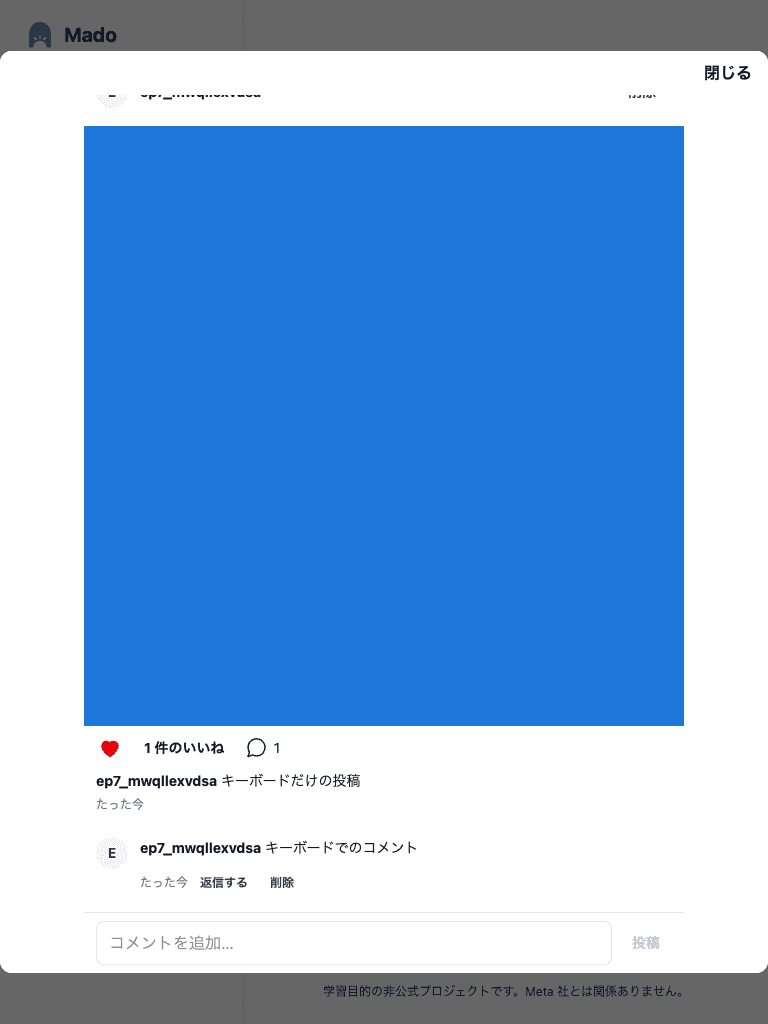 Mado
閉じる
ep7_mwqllexvdsa 削除
1 件のいいね 1
ep7_mwqllexvdsa キーボードだけの投稿
たった今
E ep7_mwqllexvdsa キーボードでのコメント
たった今 返信する 削除
コメントを追加... 投稿
学習目的の非公式プロジェクトです。Meta 社とは関係ありません。